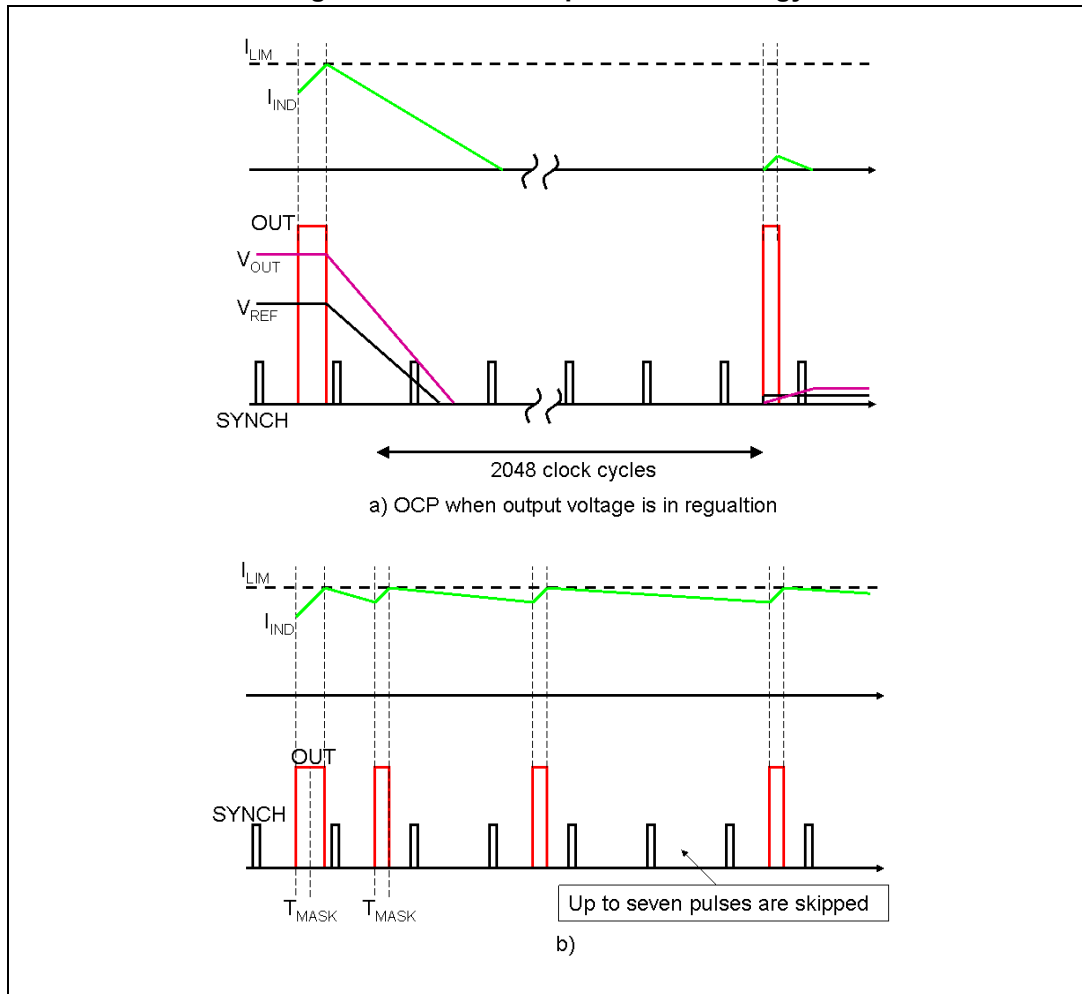 I_LIM
I_IND
OUT
V_OUT
V_REF
SYNCH
2048 clock cycles
a) OCP when output voltage is in regualtion
I_LIM
I_IND
OUT
SYNCH
T_MASK T_MASK
Up to seven pulses are skipped
b)